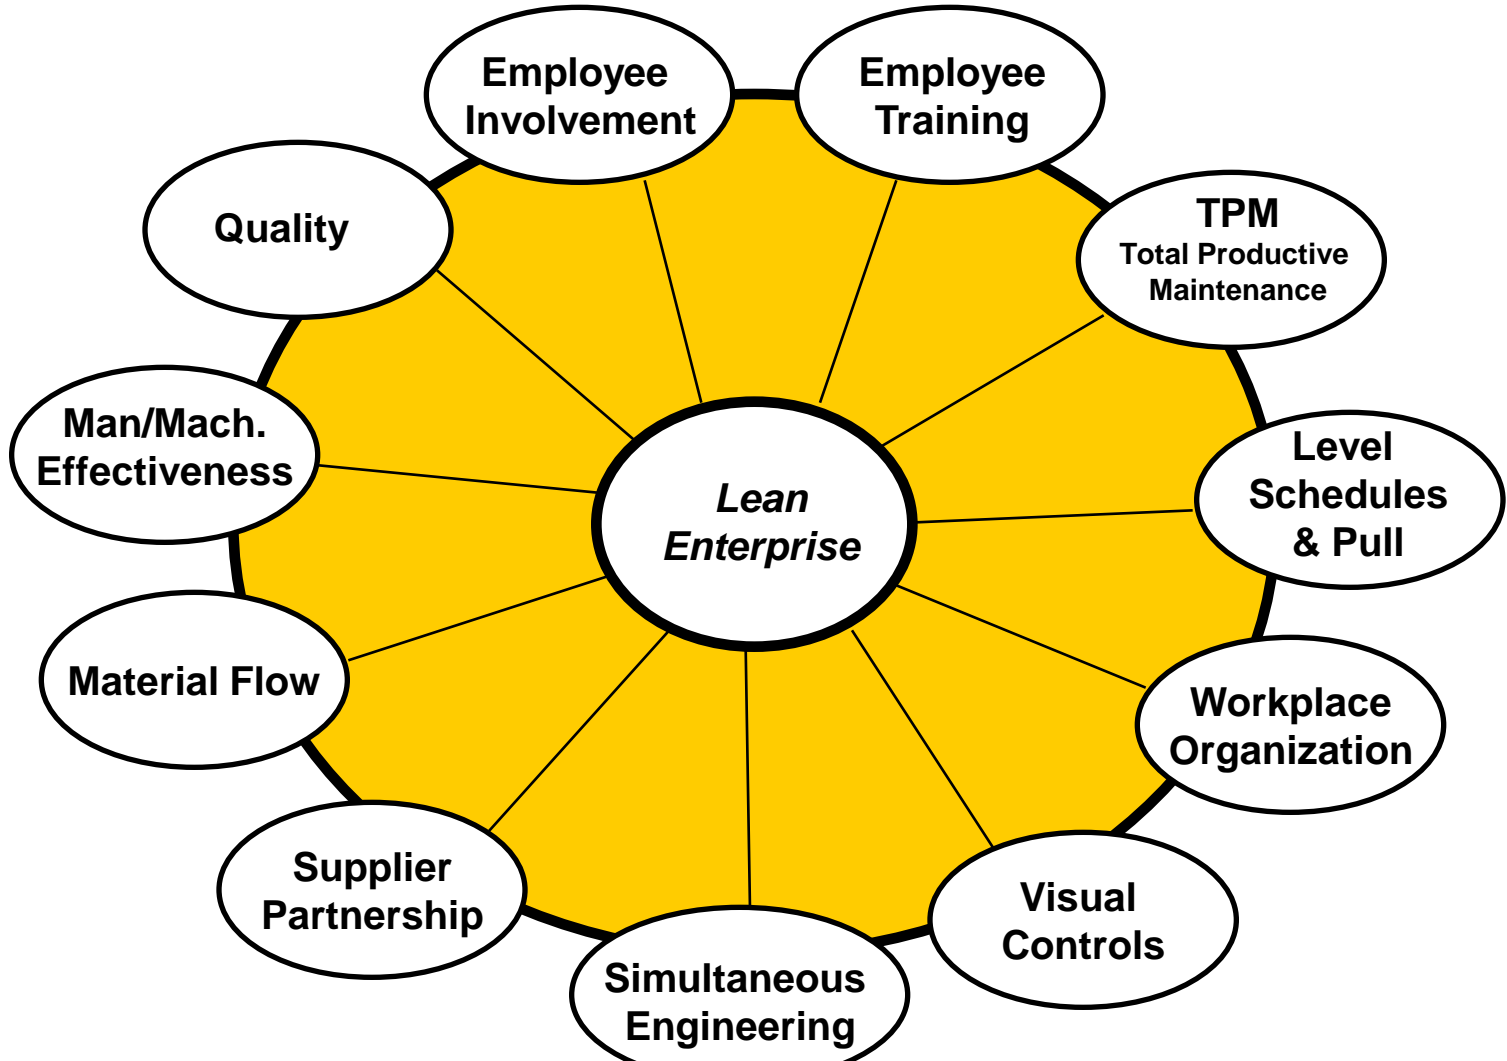 Employee
Involvement
Employee
Training
TPM
Total Productive
Maintenance
Quality
Man/Mach.
Effectiveness
Level
Schedules
& Pull
Lean
Enterprise
Material Flow
Workplace
Organization
Supplier
Partnership
Visual
Controls
Simultaneous
Engineering